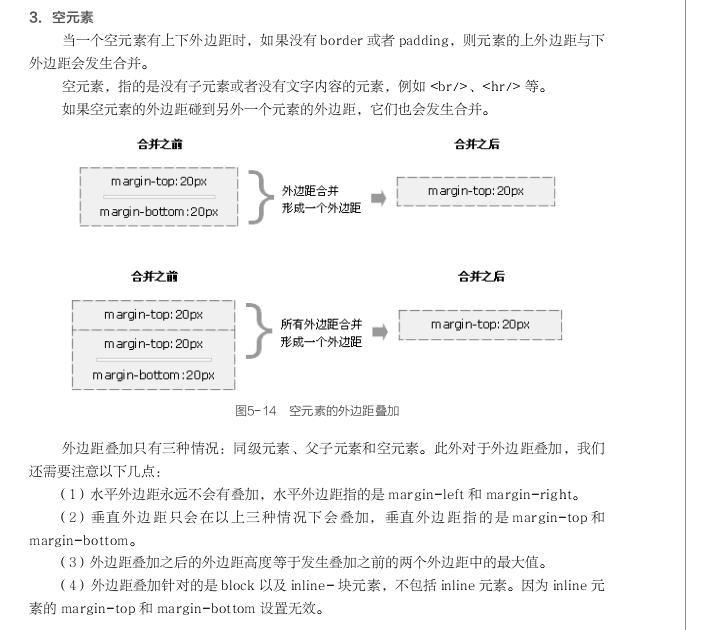 3. 空元素
当一个空元素有上下外边距时，如果没有 border 或者 padding，则元素的上外边距与下
外边距会发生合并。
空元素，指的是没有子元素或者没有文字内容的元素，例如 <br/>、<hr/> 等。
如果空元素的外边距碰到另外一个元素的外边距，它们也会发生合并。
合并之前
合并之后
margin-top:20px
margin-bottom:20px
外边距合并
形成一个外边距
margin-top:20px
合并之前
合并之后
margin-top:20px
margin-top:20px
margin-bottom:20px
所有外边距合并
形成一个外边距
margin-top:20px
图5-14 空元素的外边距叠加
外边距叠加只有三种情况：同级元素、父子元素和空元素。此外对于外边距叠加，我们
还需要注意以下几点：
（1）水平外边距永远不会有叠加，水平外边距指的是 margin-left 和 margin-right。
（2）垂直外边距只会在以上三种情况下会叠加，垂直外边距指的是 margin-top 和
margin-bottom。
（3）外边距叠加之后的外边距高度等于发生叠加之前的两个外边距中的最大值。
（4）外边距叠加针对的是 block 以及 inline-块元素，不包括 inline 元素。因为 inline 元
素的 margin-top 和 margin-bottom 设置无效。